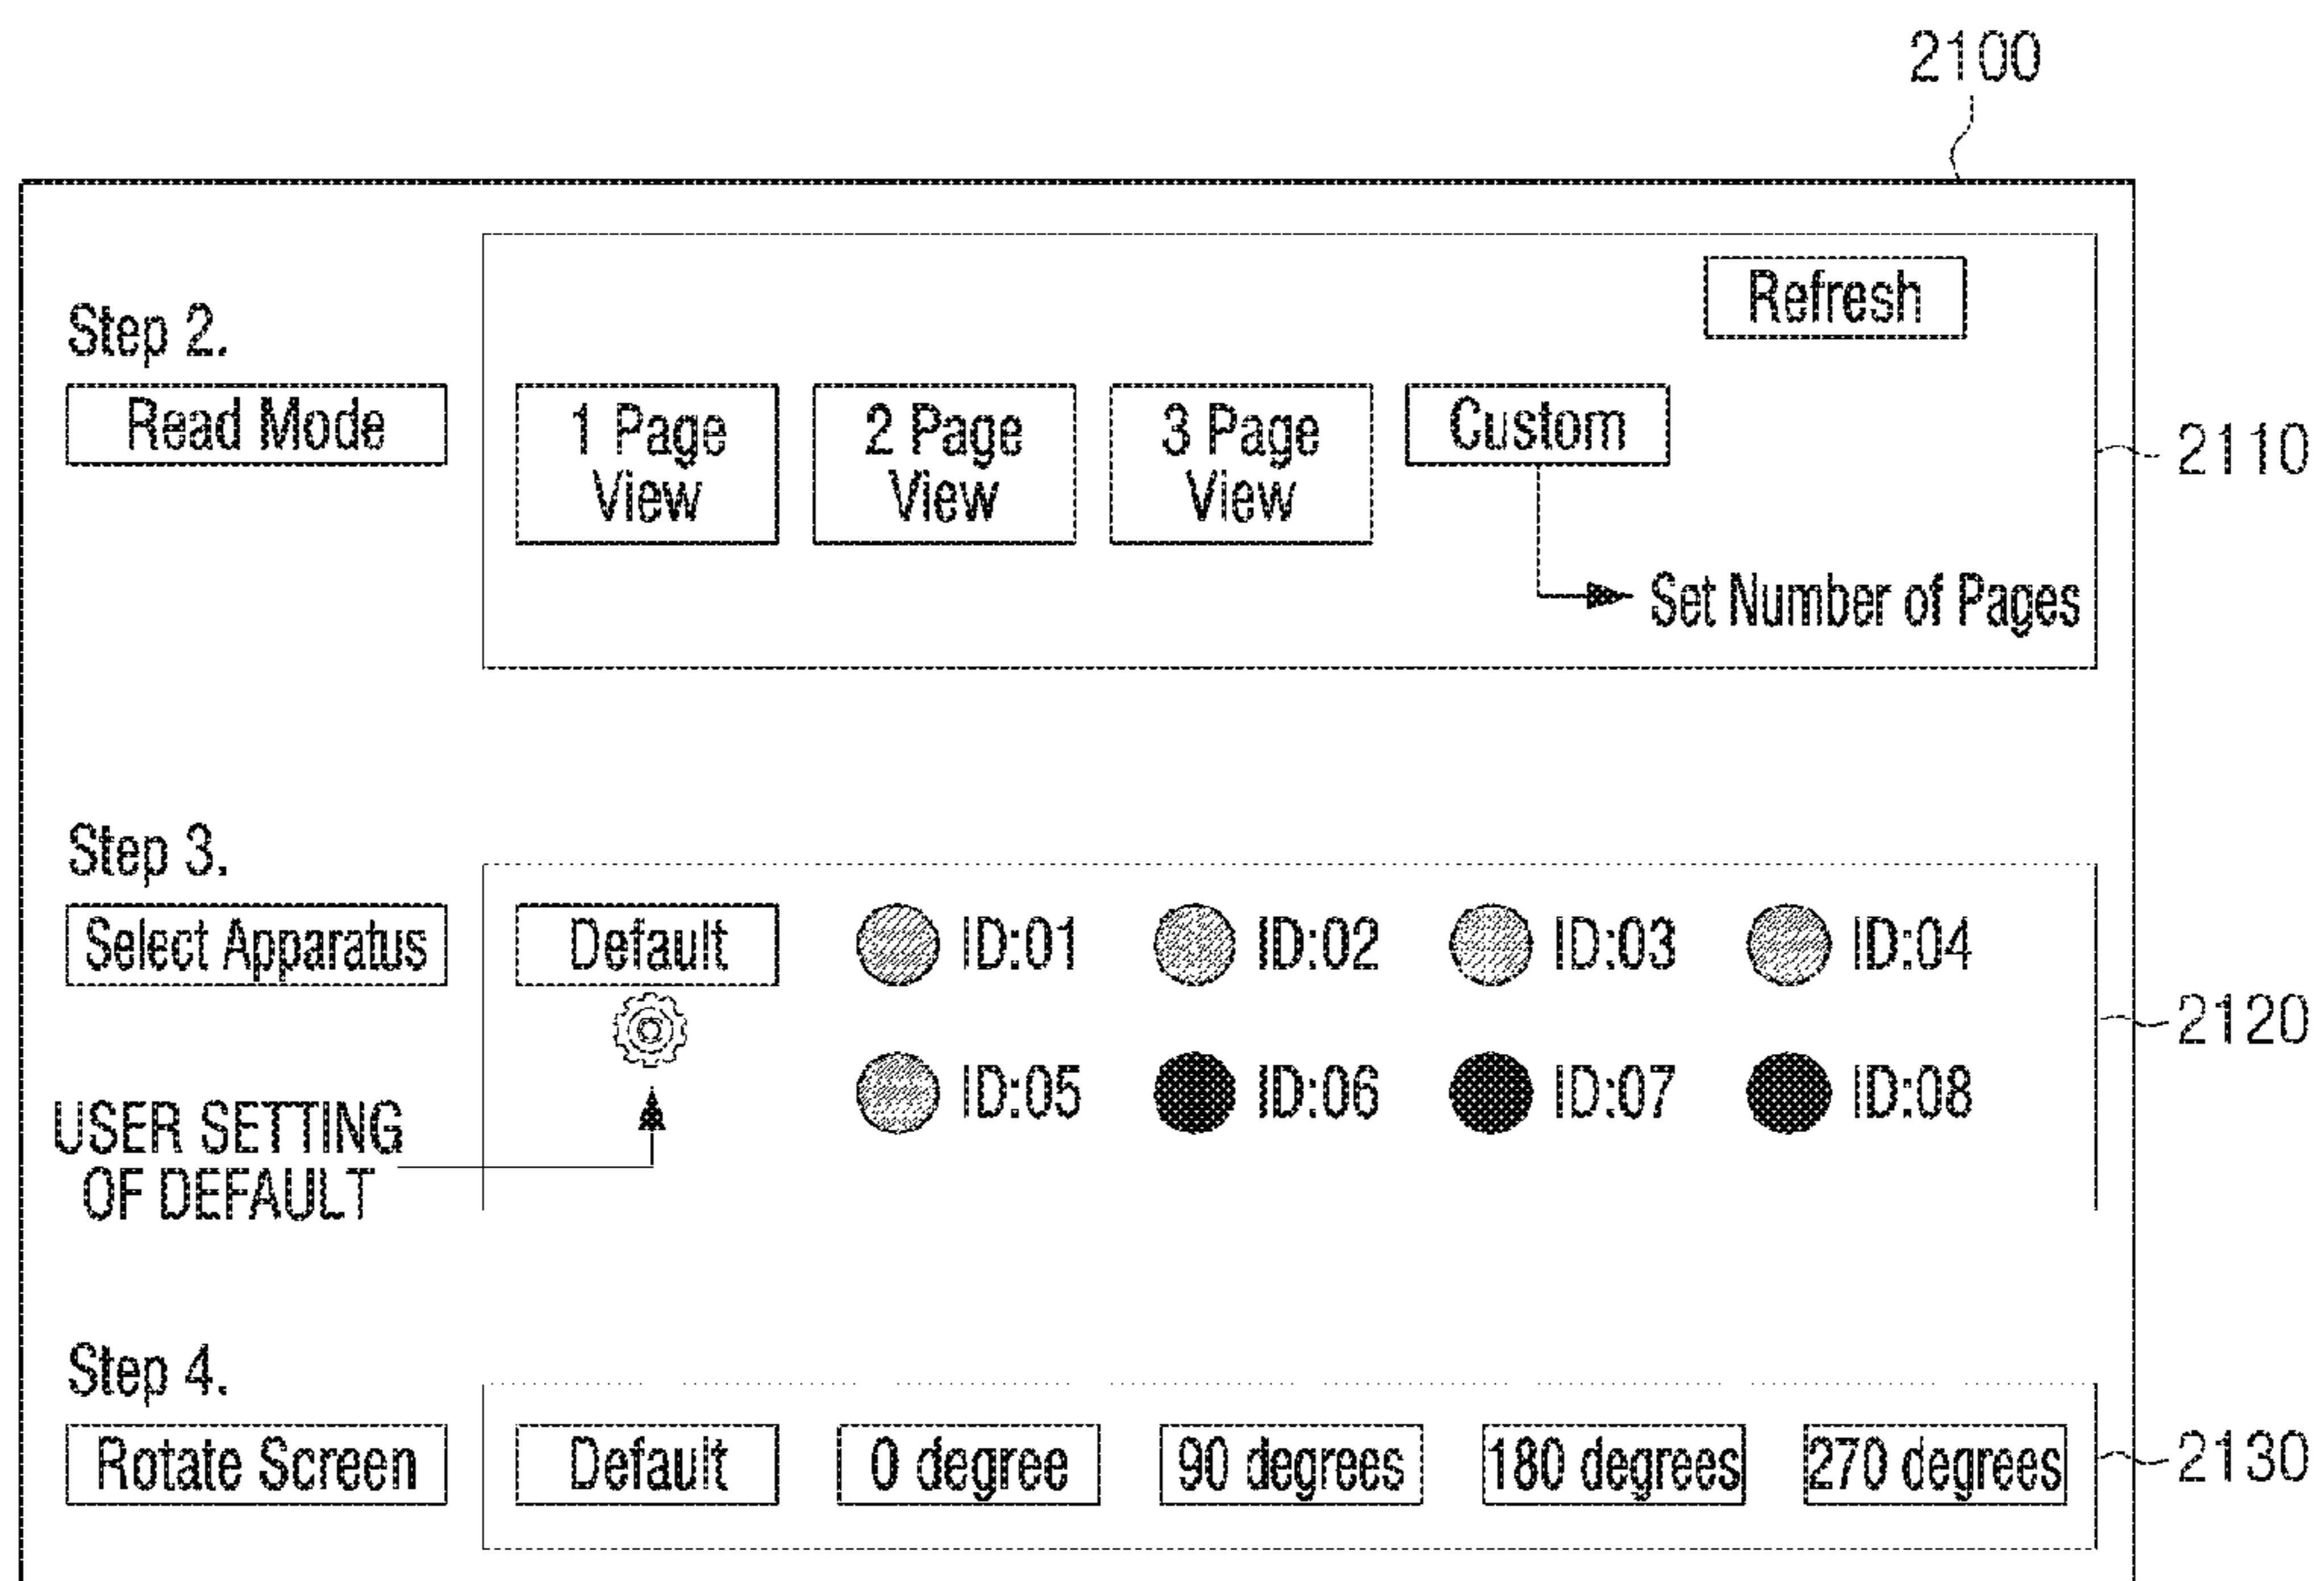 2100
Refresh
Step 2.
Read Mode
1 Page
View
2 Page
View
3 Page
View
Custom
2110
Set Number of Pages
Step 3.
Select Apparatus
Default
ID:01
ID:02
ID:03
ID:04
2120
ID:05
ID:06
ID:07
ID:08
USER SETTING
OF DEFAULT
Step 4.
Rotate Screen
Default
0 degree
90 degrees
180 degrees
270 degrees
2130